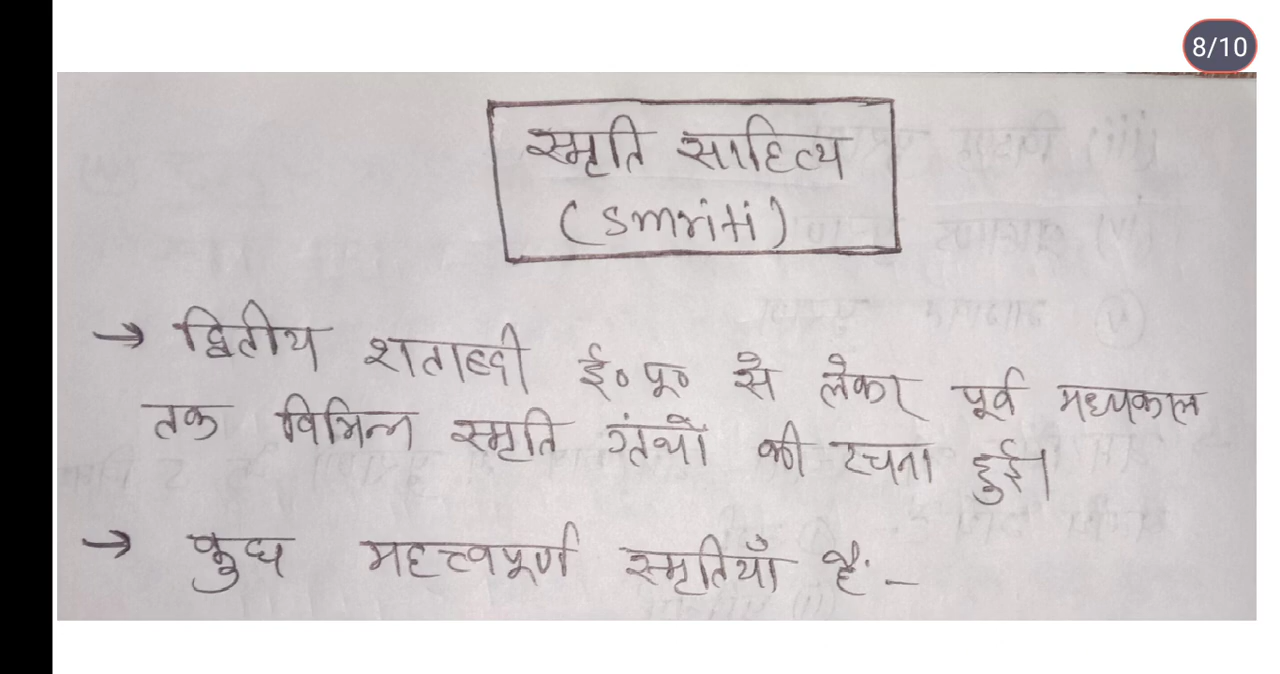 8/10
स्मृति साहित्य
(smriti)
→ द्वितीय शताब्दी ई० पू० से लेकर पूर्व मध्यकाल
तक विभिन्न स्मृति ग्रंथों की रचना हुई।
→ कुछ महत्त्वपूर्ण स्मृतियाँ हैं:-